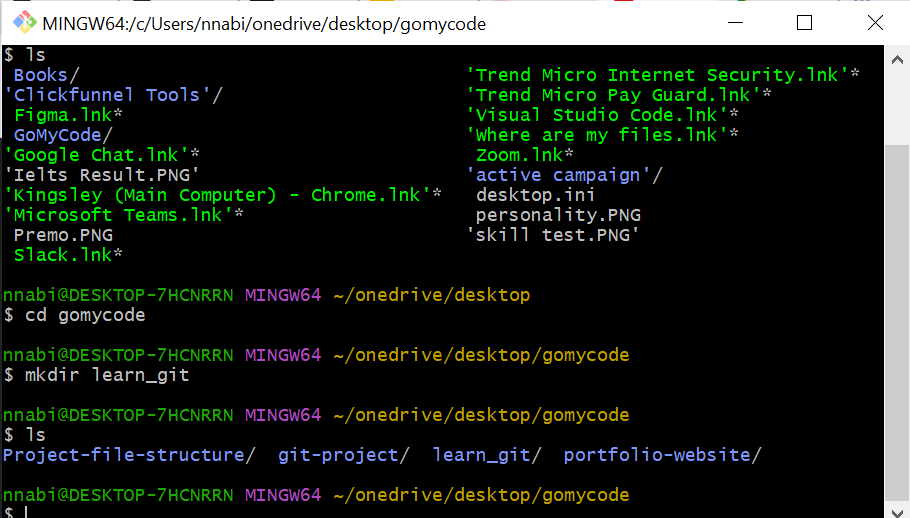 MINGW64:/c/Users/nnabi/onedrive/desktop/gomycode
$ ls
Books/ 'Trend Micro Internet Security.lnk'*
'Clickfunnel Tools'/ 'Trend Micro Pay Guard.lnk'*
Figma.lnk* 'Visual Studio Code.lnk'*
GoMyCode/ 'Where are my files.lnk'*
'Google Chat.lnk'* Zoom.lnk*
'Ielts Result.PNG' 'active campaign'/
'Kingsley (Main Computer) - Chrome.lnk'* desktop.ini
'Microsoft Teams.lnk'* personality.PNG
Premo.PNG 'skill test.PNG'
Slack.lnk*
nnabi@DESKTOP-7HCNRRN MINGW64 ~/onedrive/desktop
$ cd gomycode
nnabi@DESKTOP-7HCNRRN MINGW64 ~/onedrive/desktop/gomycode
$ mkdir learn_git
nnabi@DESKTOP-7HCNRRN MINGW64 ~/onedrive/desktop/gomycode
$ ls
Project-file-structure/ git-project/ learn_git/ portfolio-website/
nnabi@DESKTOP-7HCNRRN MINGW64 ~/onedrive/desktop/gomycode
$